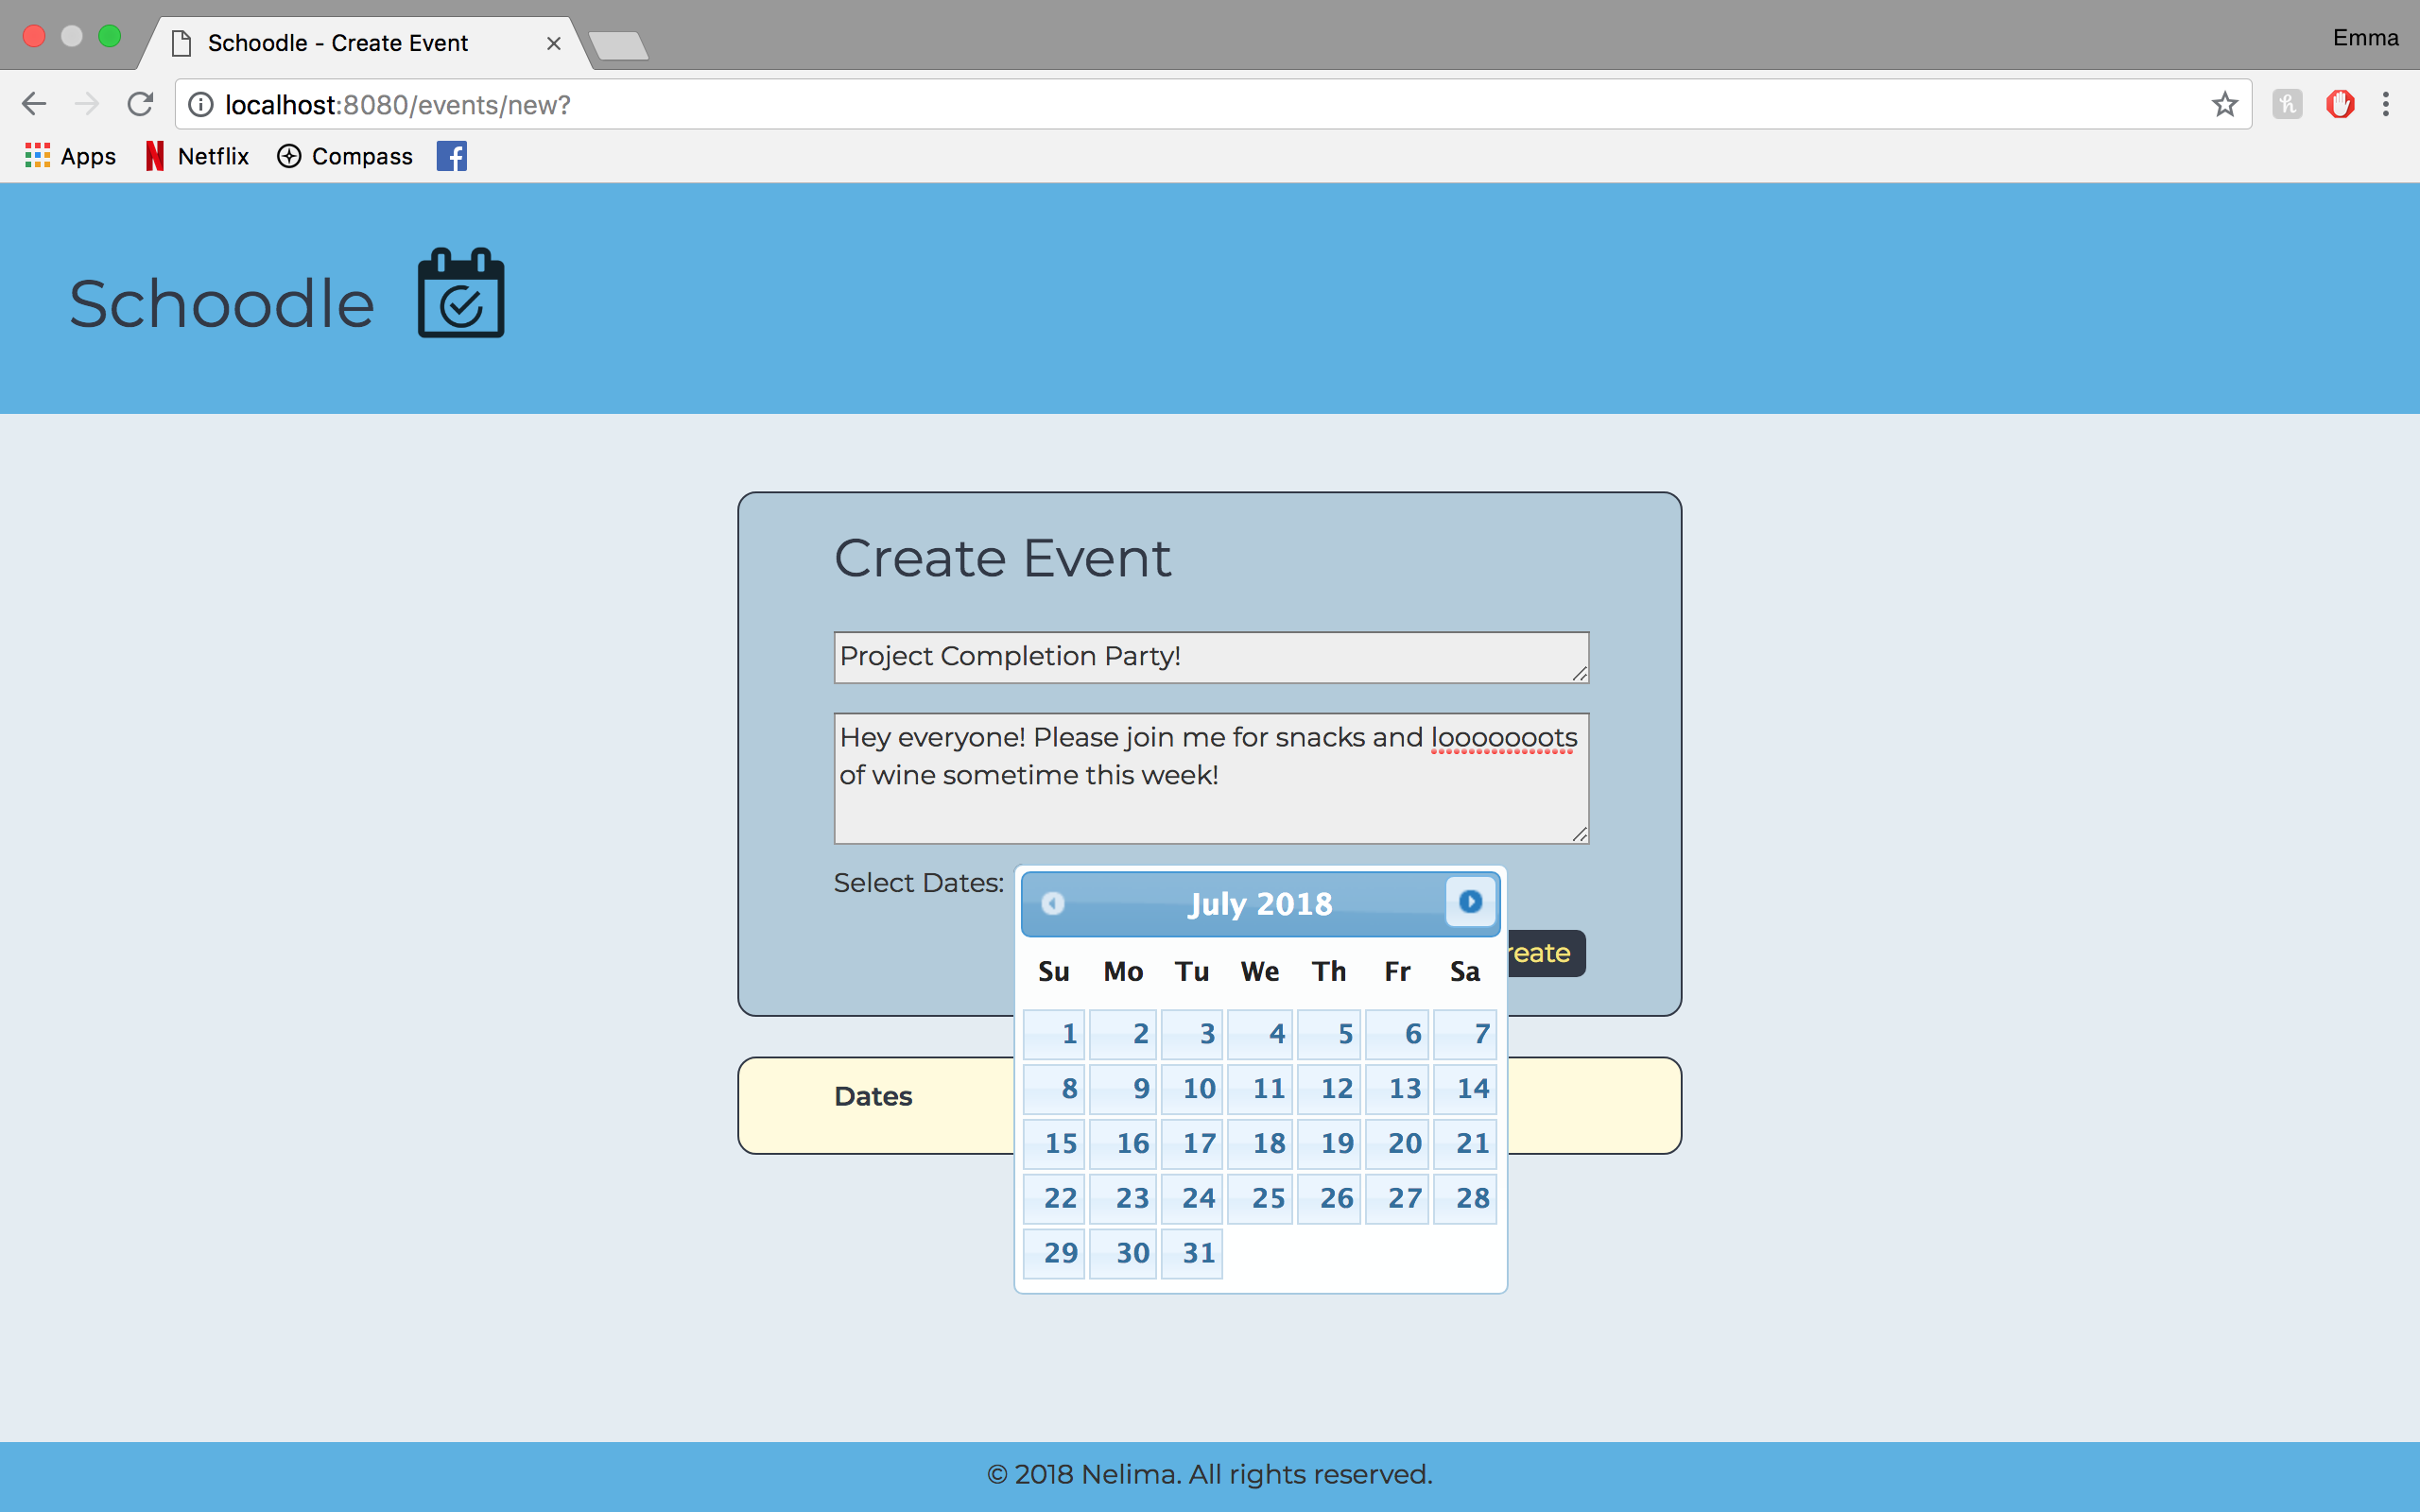 Schoodle - Create Event
Emma
localhost:8080/events/new?
Apps Netflix Compass
Schoodle
Create Event
Project Completion Party!
Hey everyone! Please join me for snacks and looooooots
of wine sometime this week!
Select Dates:
July 2018
reate
Su Mo Tu We Th Fr Sa
1 2 3 4 5 6 7
8 9 10 11 12 13 14
Dates
15 16 17 18 19 20 21
22 23 24 25 26 27 28
29 30 31
© 2018 Nelima. All rights reserved.